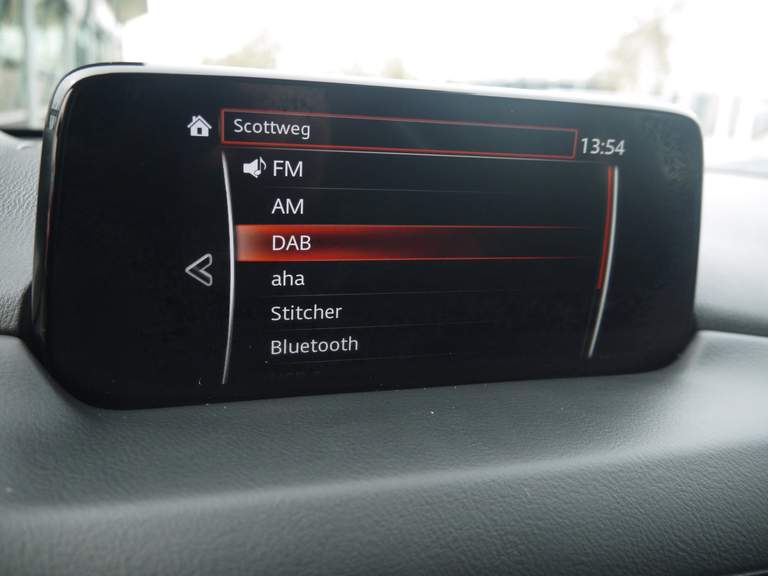 Scottweg
13:54
FM
AM
DAB
aha
Stitcher
Bluetooth